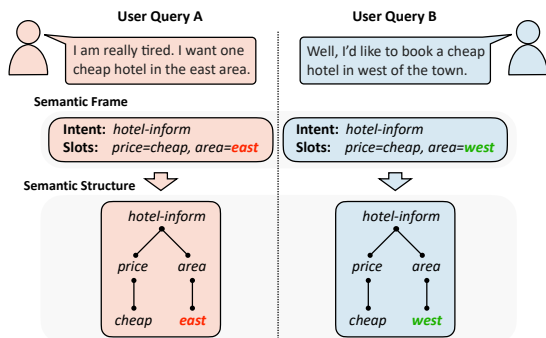 User Query A
User Query B
I am really tired. I want one
cheap hotel in the east area.
Well, I'd like to book a cheap
hotel in west of the town.
Semantic Frame
Intent: hotel-inform
Slots: price=cheap, area=east
Intent: hotel-inform
Slots: price=cheap, area=west
Semantic Structure
hotel-inform
price area
cheap east
hotel-inform
price area
cheap west